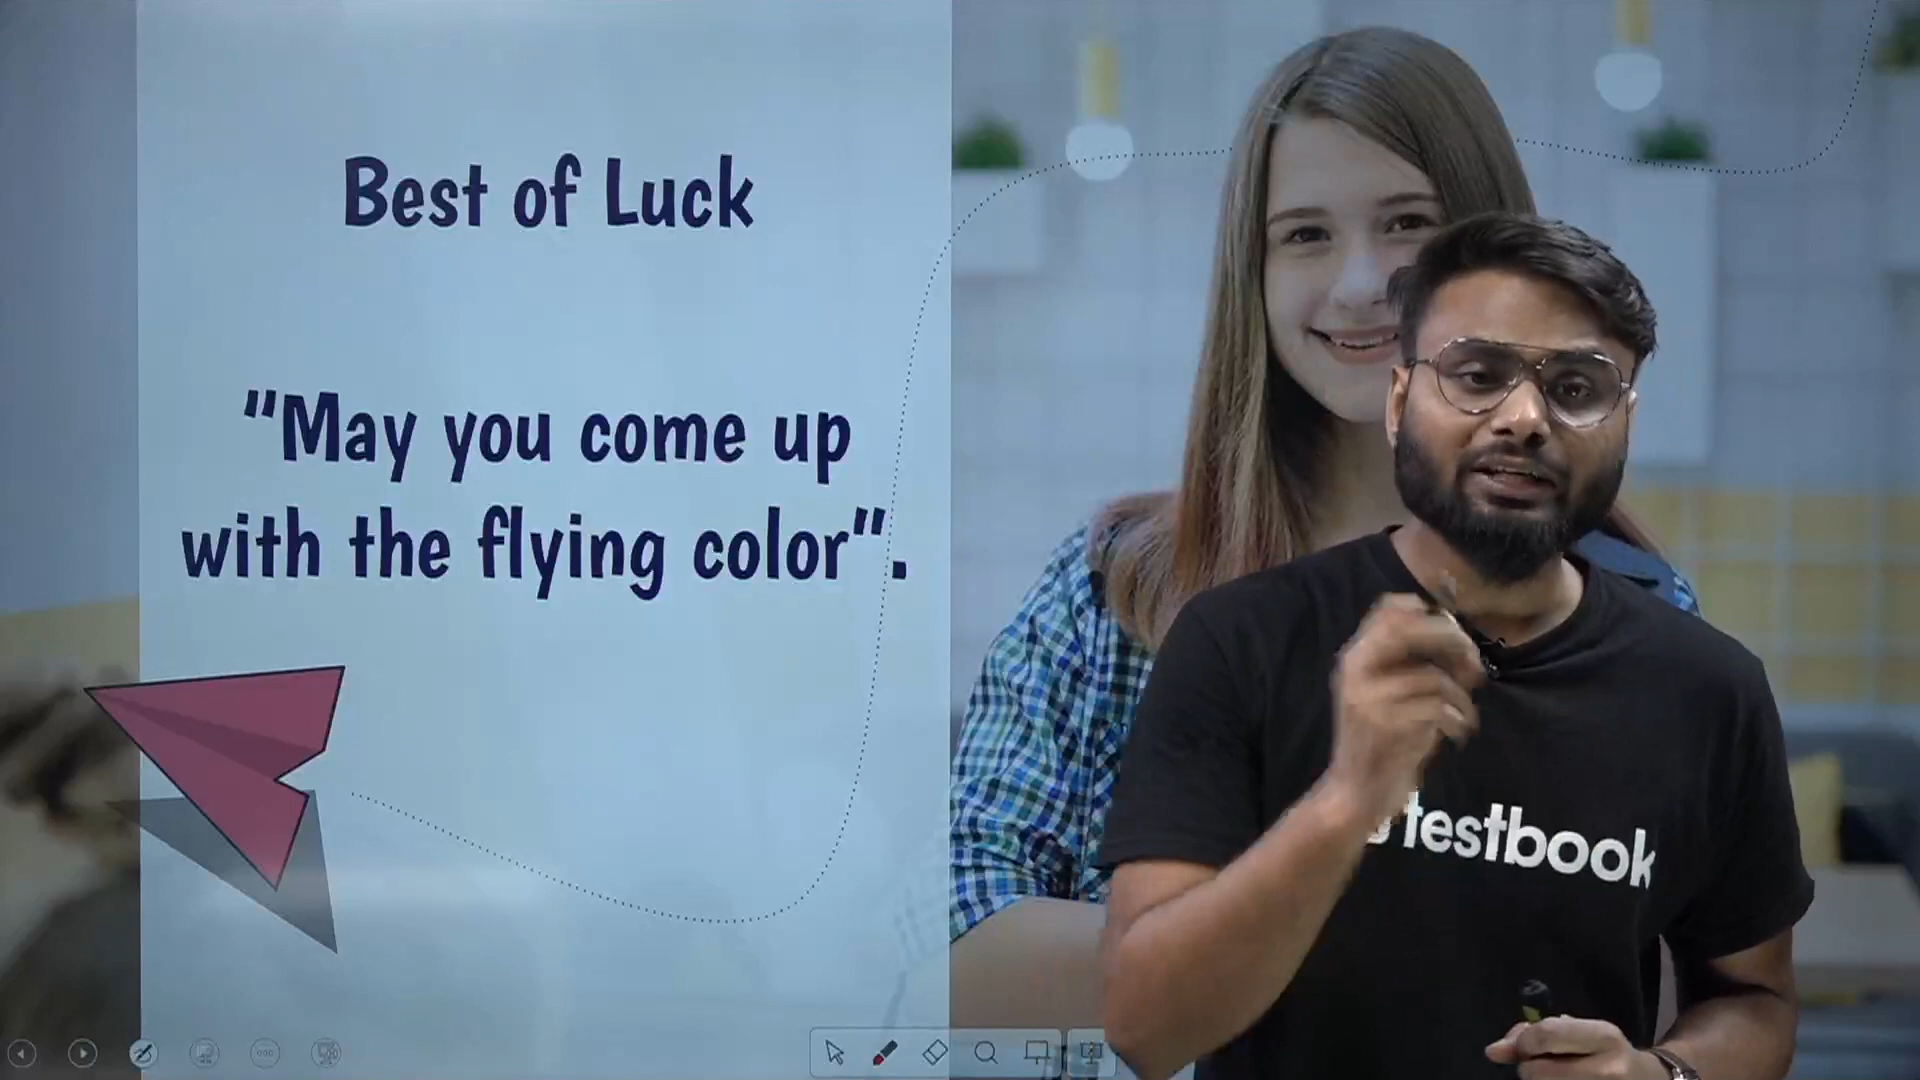 Best of Luck
“May you come up
with the flying color“.
testbook